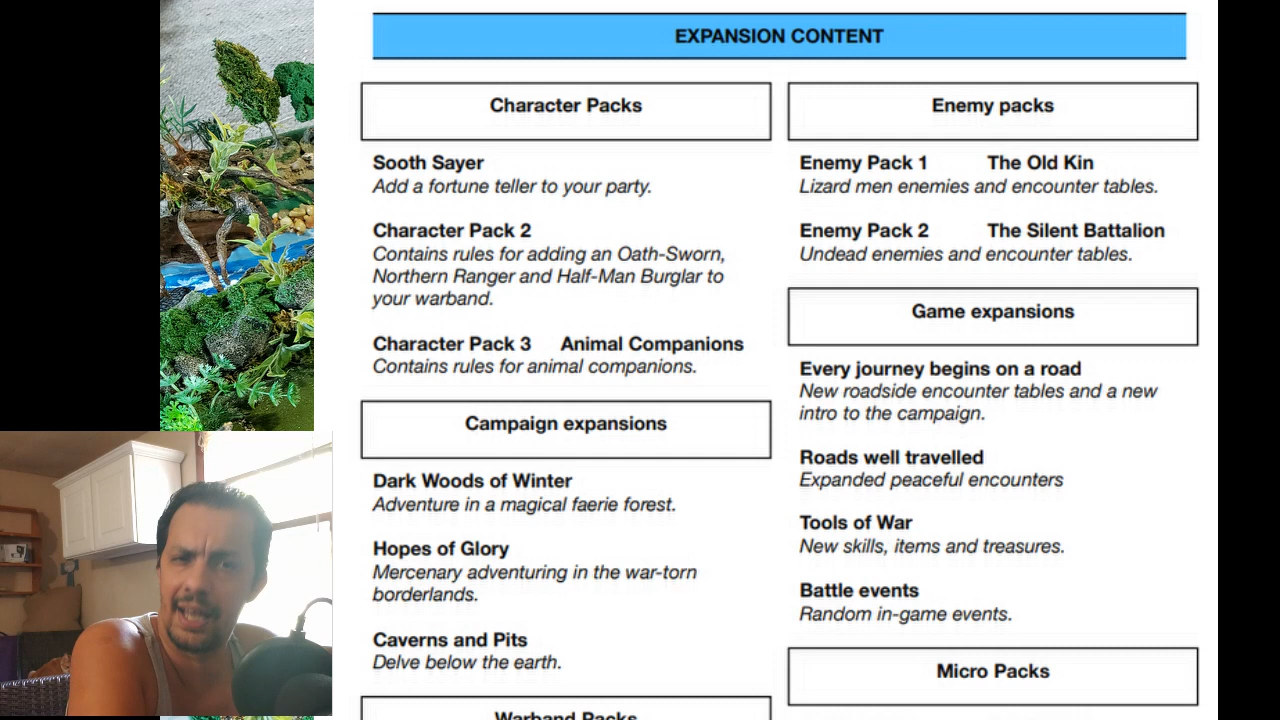 EXPANSION CONTENT
Character Packs
Sooth Sayer
Add a fortune teller to your party.
Character Pack 2
Contains rules for adding an Oath-Sworn,
Northern Ranger and Half-Man Burglar to
your warband.
Character Pack 3 Animal Companions
Contains rules for animal companions.
Campaign expansions
Dark Woods of Winter
Adventure in a magical faerie forest.
Hopes of Glory
Mercenary adventuring in the war-torn
borderlands.
Caverns and Pits
Delve below the earth.
Warband Packs
Enemy packs
Enemy Pack 1 The Old Kin
Lizard men enemies and encounter tables.
Enemy Pack 2 The Silent Battalion
Undead enemies and encounter tables.
Game expansions
Every journey begins on a road
New roadside encounter tables and a new
intro to the campaign.
Roads well travelled
Expanded peaceful encounters
Tools of War
New skills, items and treasures.
Battle events
Random in-game events.
Micro Packs